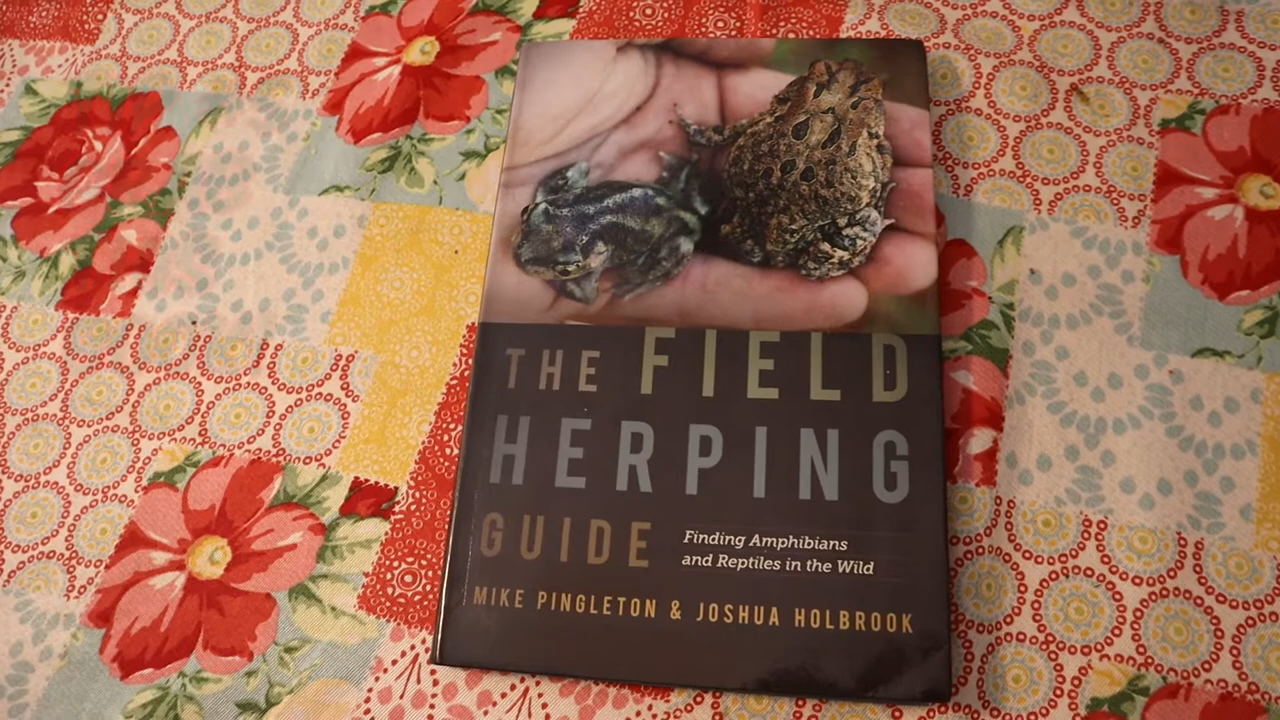 THE FIELD
HERPING
GUIDE
Finding Amphibians
and Reptiles in the Wild
MIKE PINGLETON & JOSHUA HOLBROOK